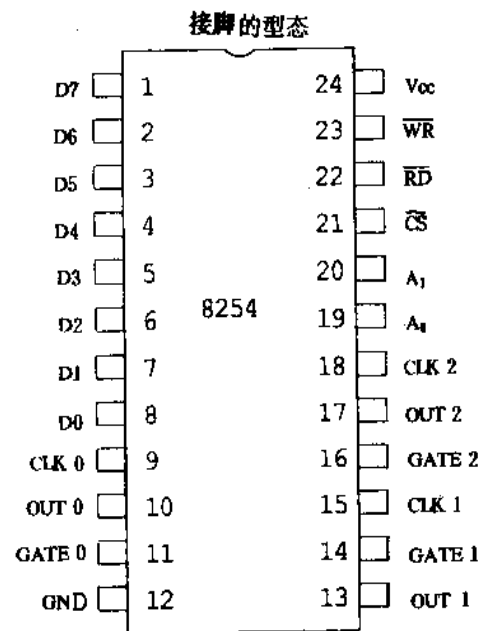 接脚的型态
D7 1 24 Vcc
D6 2 23 WR
D5 3 22 RD
D4 4 21 CS
D3 5 20 A₁
D2 6 8254 19 A₀
D1 7 18 CLK 2
D0 8 17 OUT 2
CLK 0 9 16 GATE 2
OUT 0 10 15 CLK 1
GATE 0 11 14 GATE 1
GND 12 13 OUT 1